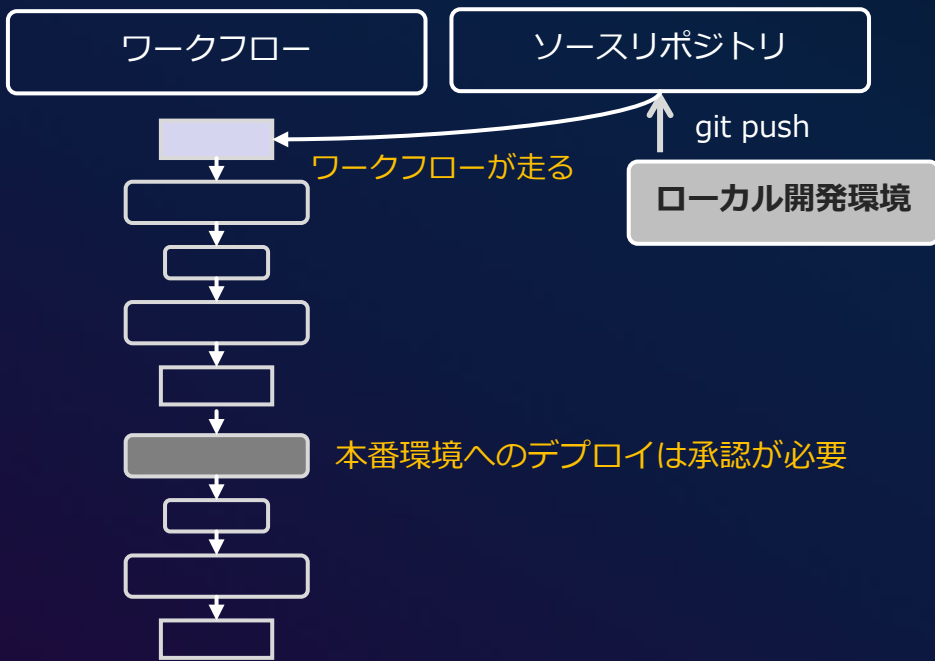 ワークフロー
ソースリポジトリ
git push
ワークフローが走る
ローカル開発環境
本番環境へのデプロイは承認が必要